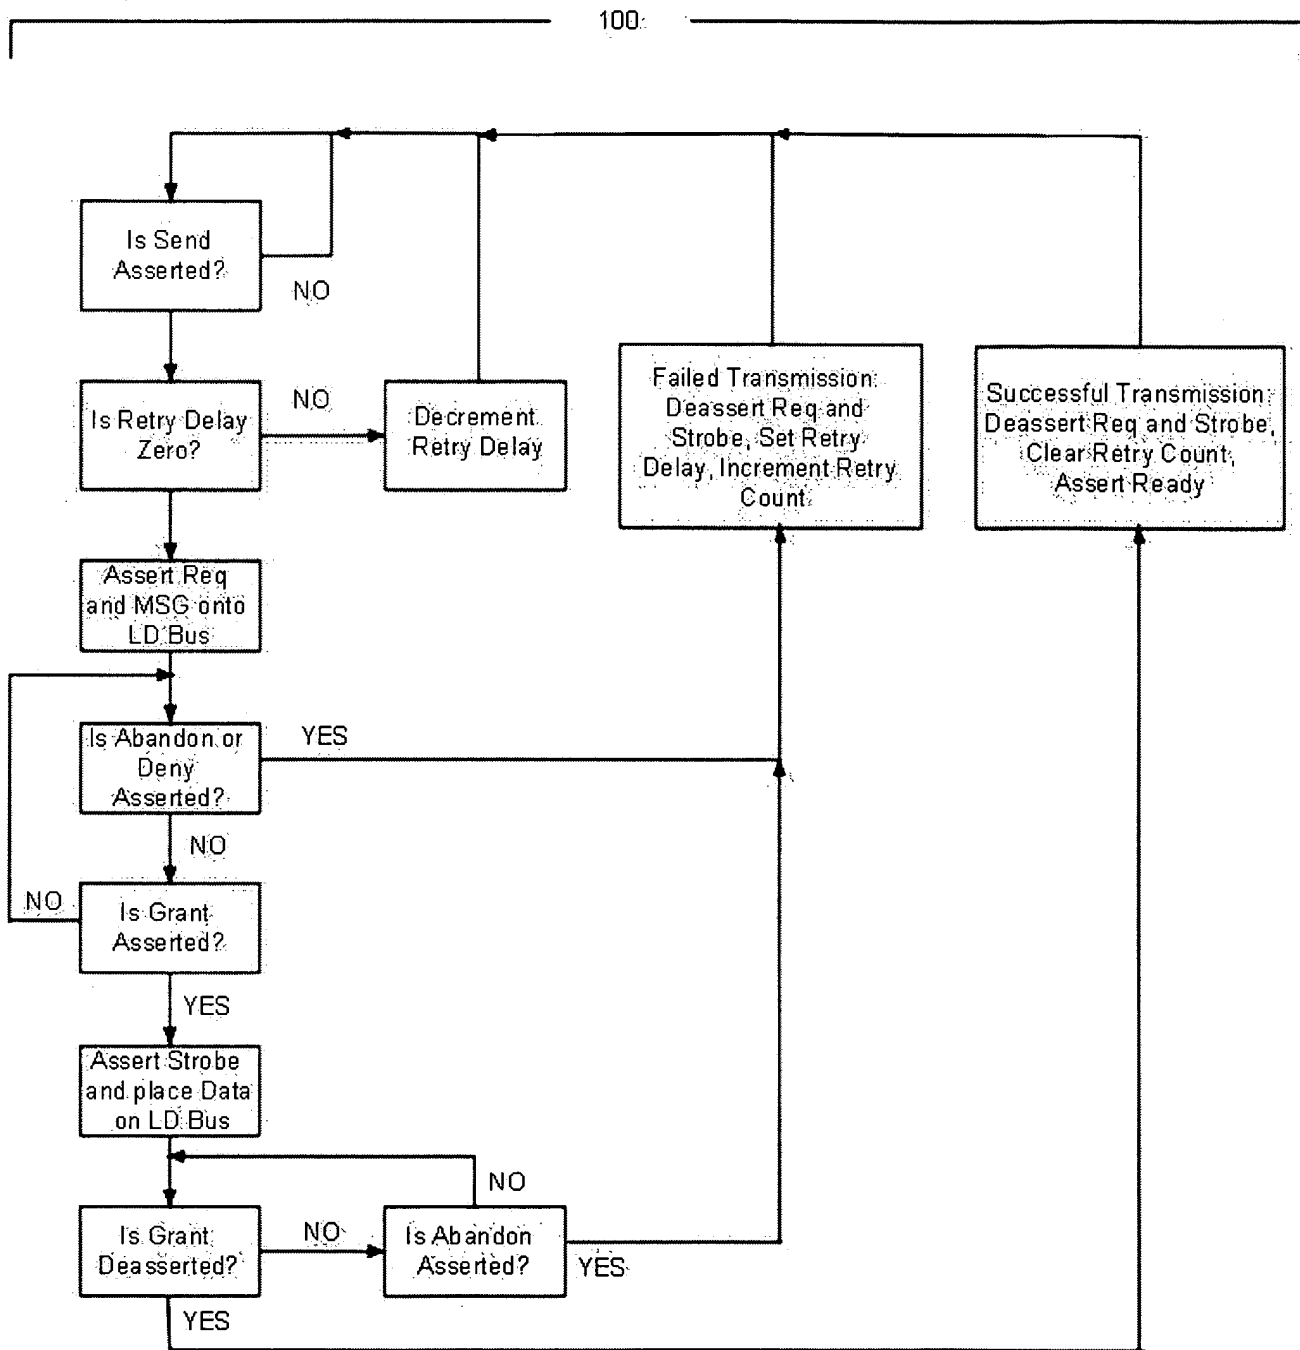 100
Is Send
Asserted?
NO
Is Retry Delay
Zero?
NO
Decrement
Retry Delay
Failed Transmission:
Deassert Req and
Strobe, Set Retry
Delay, Increment Retry
Count
Successful Transmission:
Deassert Req and Strobe,
Clear Retry Count,
Assert Ready
Assert Req
and MSG onto
LD Bus
Is Abandon or
Deny
Asserted?
YES
NO
Is Grant
Asserted?
NO
YES
Assert Strobe
and place Data
on LD Bus
Is Grant
Deasserted?
NO
Is Abandon
Asserted?
NO
YES
YES